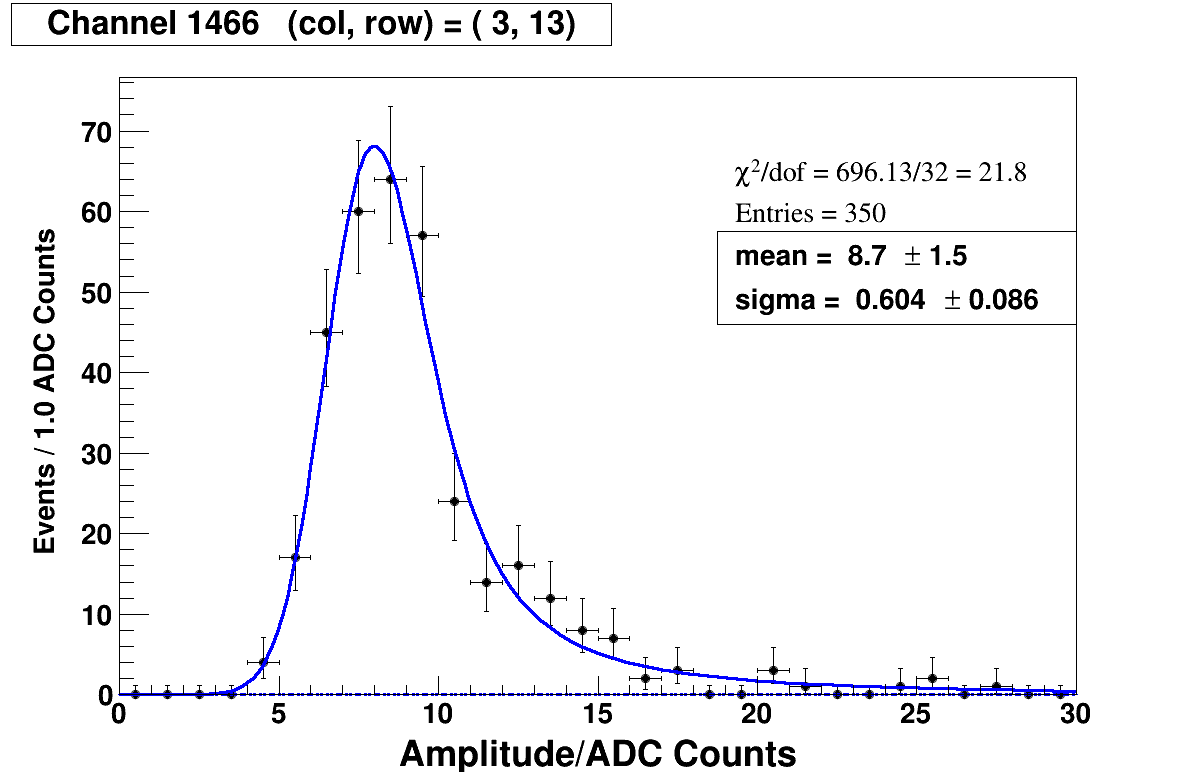 Channel 1466 (col, row) = ( 3, 13)
χ²/dof = 696.13/32 = 21.8
Entries = 350
mean = 8.7 ± 1.5
sigma = 0.604 ± 0.086
Events / 1.0 ADC Counts
70
60
50
40
30
20
10
0
0 5 10 15 20 25 30
Amplitude/ADC Counts